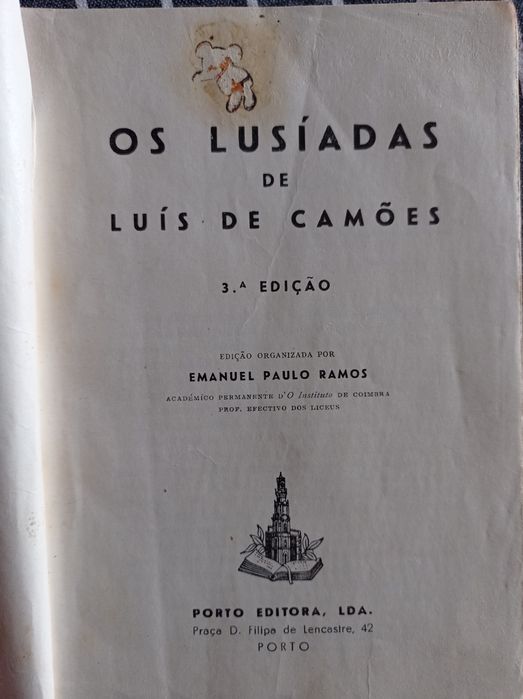 OS LUSÍADAS
DE
LUÍS DE CAMÕES
3.ª EDIÇÃO
EDIÇÃO ORGANIZADA POR
EMANUEL PAULO RAMOS
ACADÉMICO PERMANENTE D'O Instituto DE COIMBRA
PROF. EFECTIVO DOS LICEUS
PORTO EDITORA, LDA.
Praça D. Filipa de Lencastre, 42
PORTO